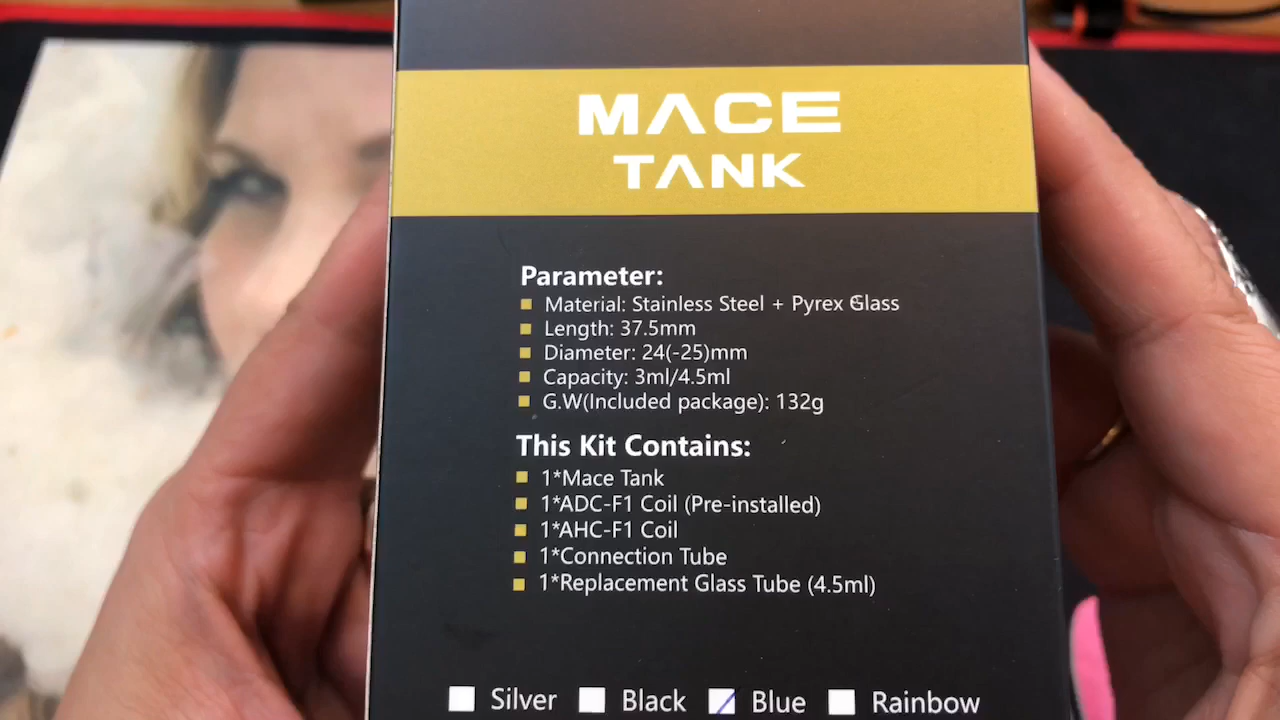 MACE
TANK
Parameter:
Material: Stainless Steel + Pyrex Glass
Length: 37.5mm
Diameter: 24(-25)mm
Capacity: 3ml/4.5ml
G.W(Included package): 132g
This Kit Contains:
1*Mace Tank
1*ADC-F1 Coil (Pre-installed)
1*AHC-F1 Coil
1*Connection Tube
1*Replacement Glass Tube (4.5ml)
Silver Black Blue Rainbow